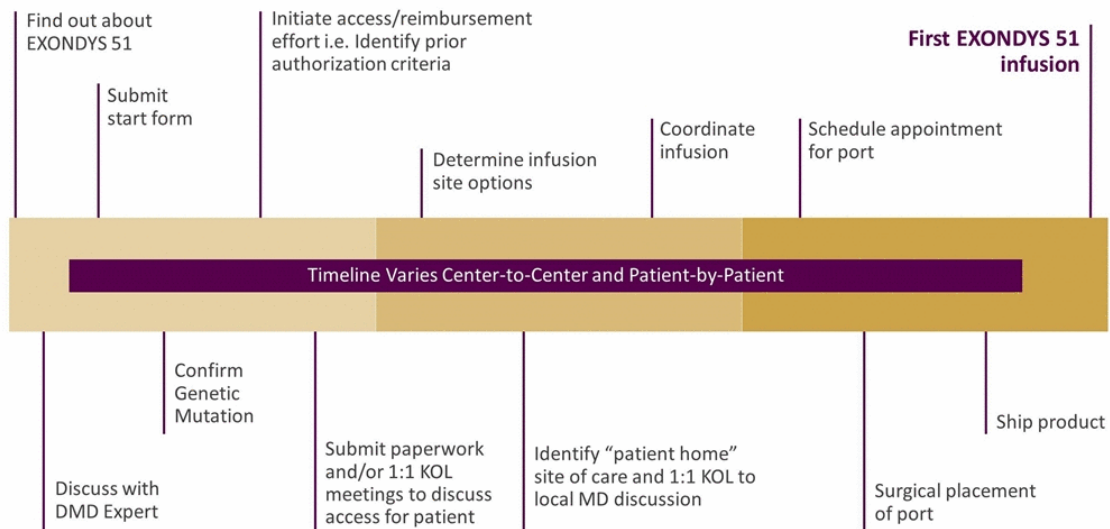 Find out about
EXONDYS 51
Submit
start form
Initiate access/reimbursement
effort i.e. Identify prior
authorization criteria
Determine infusion
site options
Coordinate
infusion
Schedule appointment
for port
First EXONDYS 51
infusion
Timeline Varies Center-to-Center and Patient-by-Patient
Discuss with
DMD Expert
Confirm
Genetic
Mutation
Submit paperwork
and/or 1:1 KOL
meetings to discuss
access for patient
Identify “patient home”
site of care and 1:1 KOL to
local MD discussion
Surgical placement
of port
Ship product